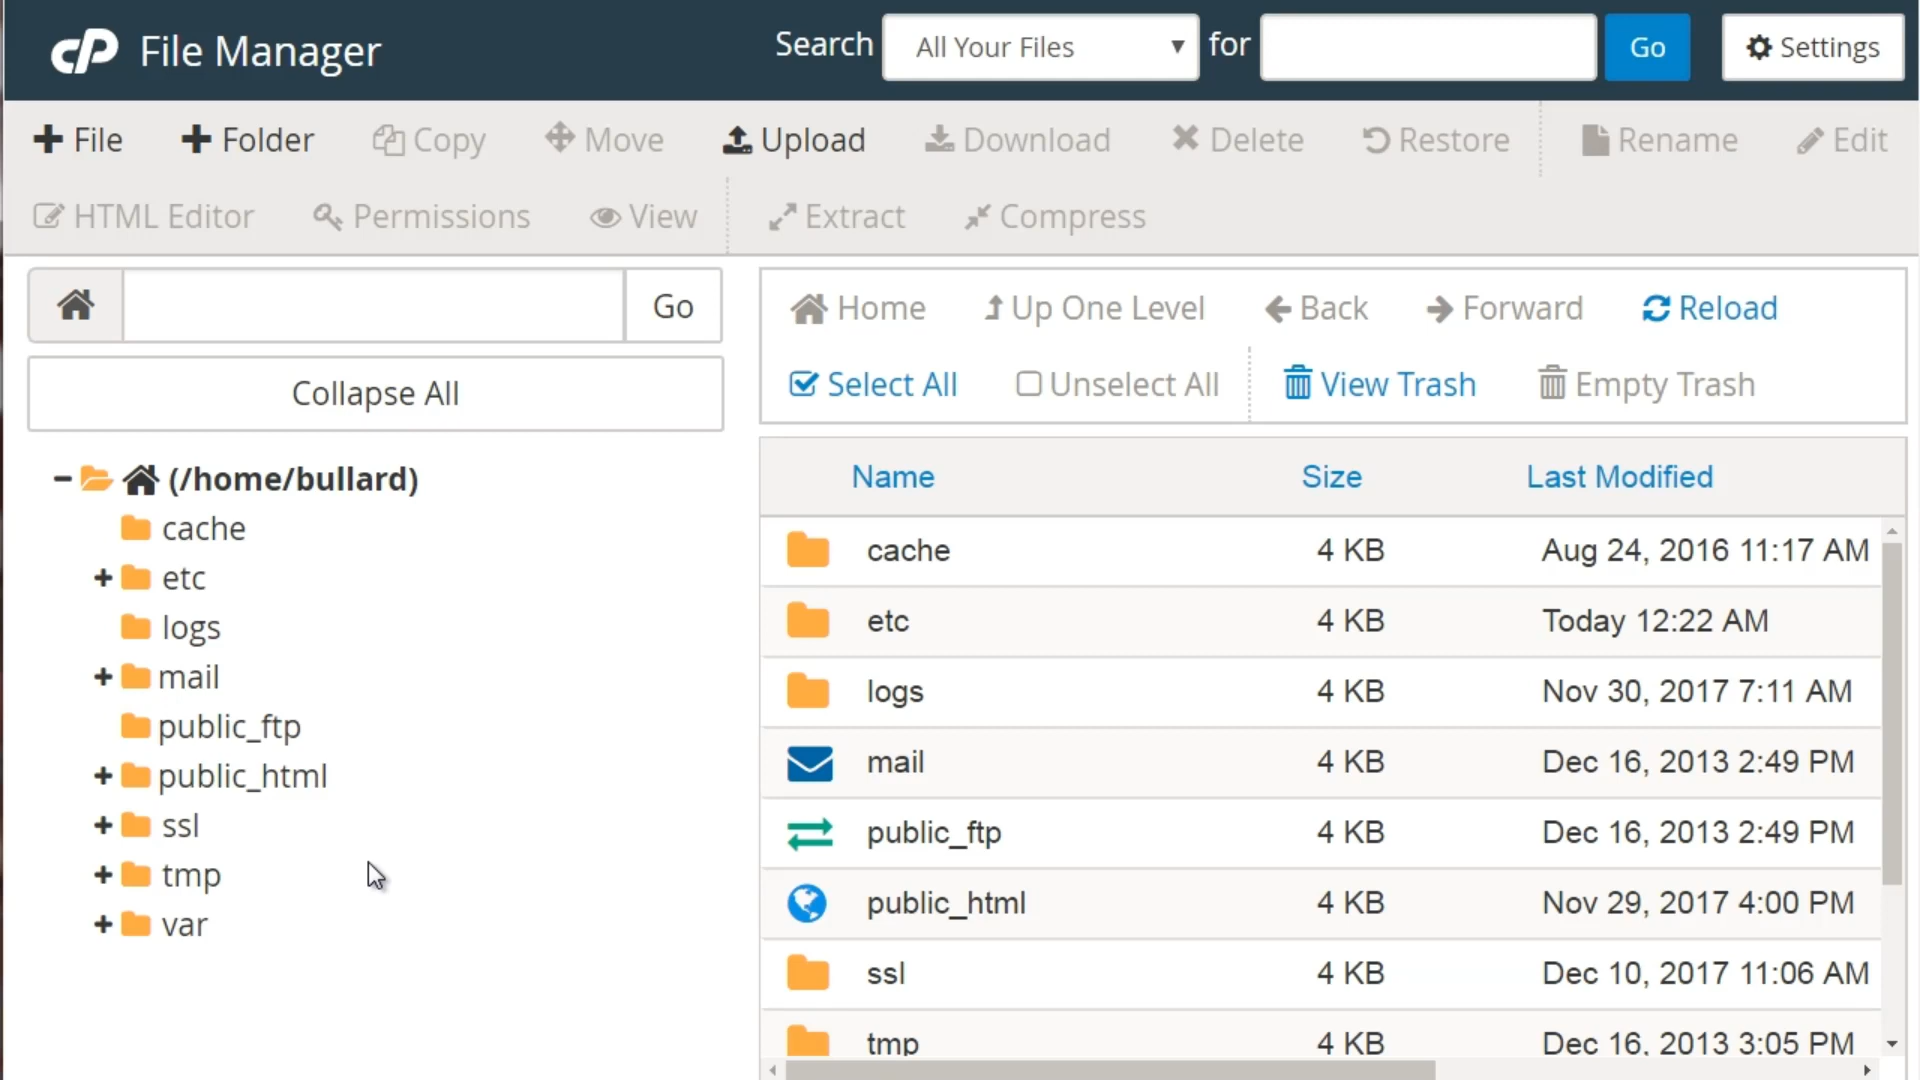 cP File Manager
Search All Your Files for Go Settings
File Folder Copy Move Upload Download Delete Restore Rename Edit
HTML Editor Permissions View Extract Compress
Go
Collapse All
(/home/bullard)
cache
etc
logs
mail
public_ftp
public_html
ssl
tmp
var
Home Up One Level Back Forward Reload
Select All Unselect All View Trash Empty Trash
Name Size Last Modified
cache 4 KB Aug 24, 2016 11:17 AM
etc 4 KB Today 12:22 AM
logs 4 KB Nov 30, 2017 7:11 AM
mail 4 KB Dec 16, 2013 2:49 PM
public_ftp 4 KB Dec 16, 2013 2:49 PM
public_html 4 KB Nov 29, 2017 4:00 PM
ssl 4 KB Dec 10, 2017 11:06 AM
tmp 4 KB Dec 16, 2013 3:05 PM